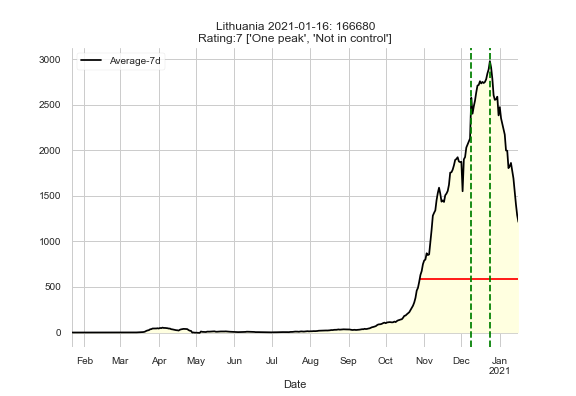 Lithuania 2021-01-16: 166680
Rating:7 ['One peak', 'Not in control']
Average-7d
3000
2500
2000
1500
1000
500
0
Feb Mar Apr May Jun Jul Aug Sep Oct Nov Dec Jan
2021
Date